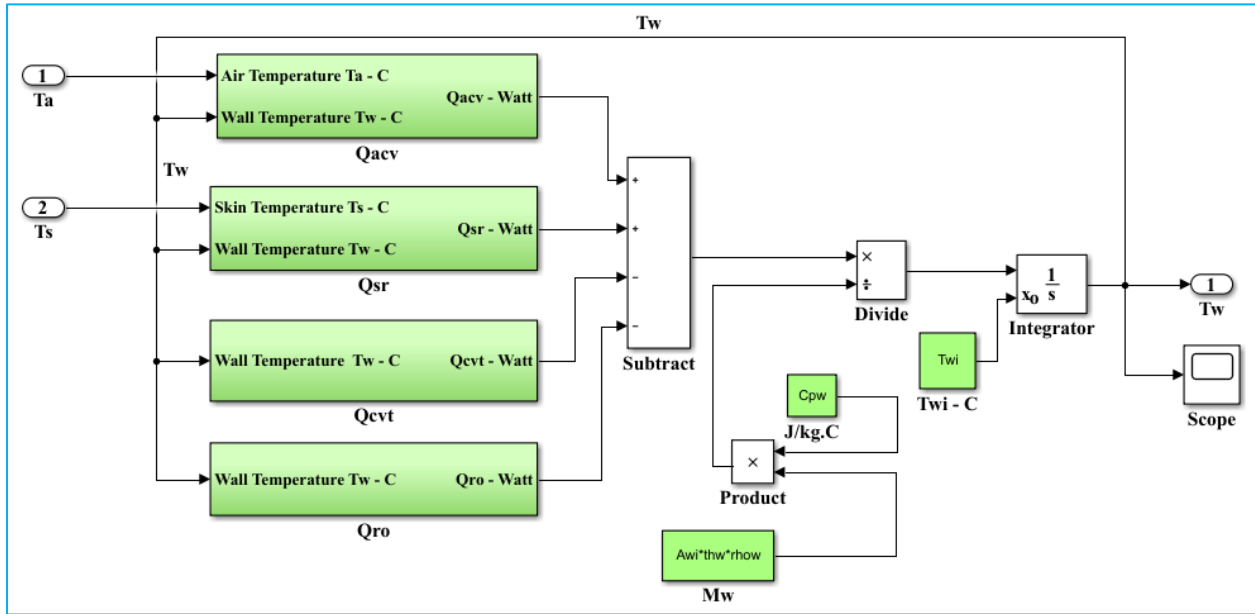 Tw
1
Ta
Air Temperature Ta - C
Wall Temperature Tw - C
Qacv - Watt
Qacv
Tw
2
Ts
Skin Temperature Ts - C
Wall Temperature Tw - C
Qsr - Watt
Qsr
Wall Temperature  Tw - C
Qcvt - Watt
Qcvt
Wall Temperature Tw - C
Qro - Watt
Qro
+
+
−
−
Subtract
×
÷
Divide
xo
1
s
Integrator
1
Tw
Scope
Twi
Twi - C
Cpw
J/kg.C
×
Product
Awi*thw*rhow
Mw